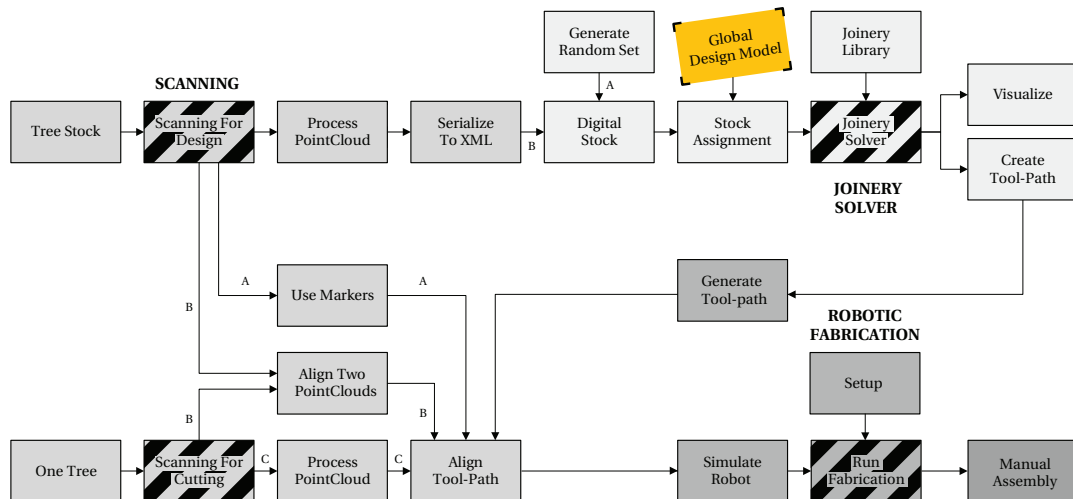 Generate
Random Set
Global
Design Model
Joinery
Library
SCANNING
A
Visualize
Tree Stock
Scanning For
Design
Process
PointCloud
Serialize
To XML
B
Digital
Stock
Stock
Assignment
Joinery
Solver
Create
Tool-Path
JOINERY
SOLVER
A
Use Markers
A
B
Generate
Tool-path
ROBOTIC
FABRICATION
Align Two
PointClouds
Setup
B
B
One Tree
Scanning For
Cutting
C
Process
PointCloud
C
Align
Tool-Path
Simulate
Robot
Run
Fabrication
Manual
Assembly